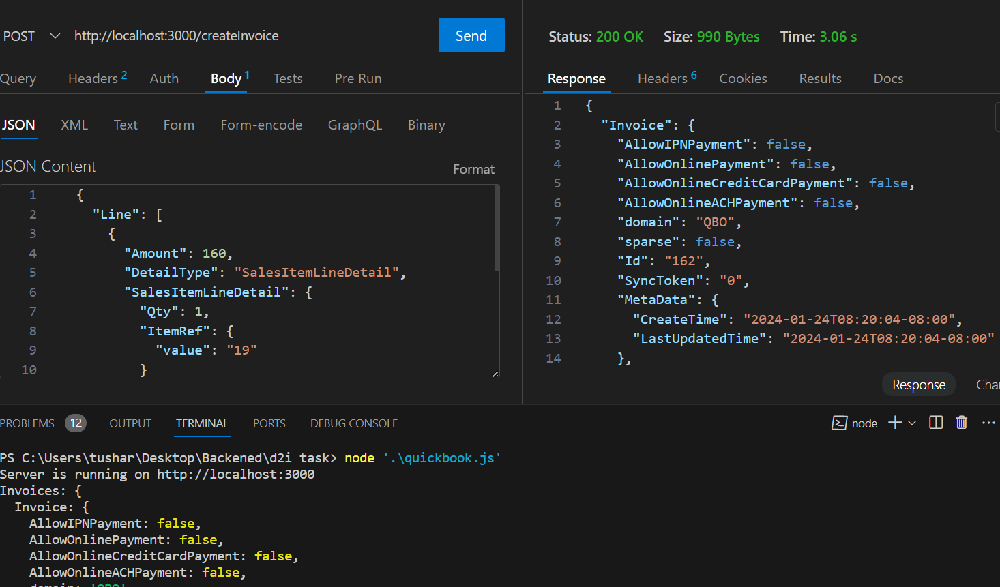 POST http://localhost:3000/createInvoice Send
Query Headers 2 Auth Body 1 Tests Pre Run
JSON XML Text Form Form-encode GraphQL Binary
JSON Content Format
1 {
2 "Line": [
3 {
4 "Amount": 160,
5 "DetailType": "SalesItemLineDetail",
6 "SalesItemLineDetail": {
7 "Qty": 1,
8 "ItemRef": {
9 "value": "19"
10 }
Status: 200 OK Size: 990 Bytes Time: 3.06 s
Response Headers 6 Cookies Results Docs
1 {
2 "Invoice": {
3 "AllowIPNPayment": false,
4 "AllowOnlinePayment": false,
5 "AllowOnlineCreditCardPayment": false,
6 "AllowOnlineACHPayment": false,
7 "domain": "QBO",
8 "sparse": false,
9 "Id": "162",
10 "SyncToken": "0",
11 "MetaData": {
12 "CreateTime": "2024-01-24T08:20:04-08:00",
13 "LastUpdatedTime": "2024-01-24T08:20:04-08:00"
14 },
Response
PROBLEMS 12 OUTPUT TERMINAL PORTS DEBUG CONSOLE node
PS C:\Users\tushar\Desktop\Backened\d2i task> node '.\quickbook.js'
Server is running on http://localhost:3000
Invoices: {
Invoice: {
AllowIPNPayment: false,
AllowOnlinePayment: false,
AllowOnlineCreditCardPayment: false,
AllowOnlineACHPayment: false,
domain: 'QBO'